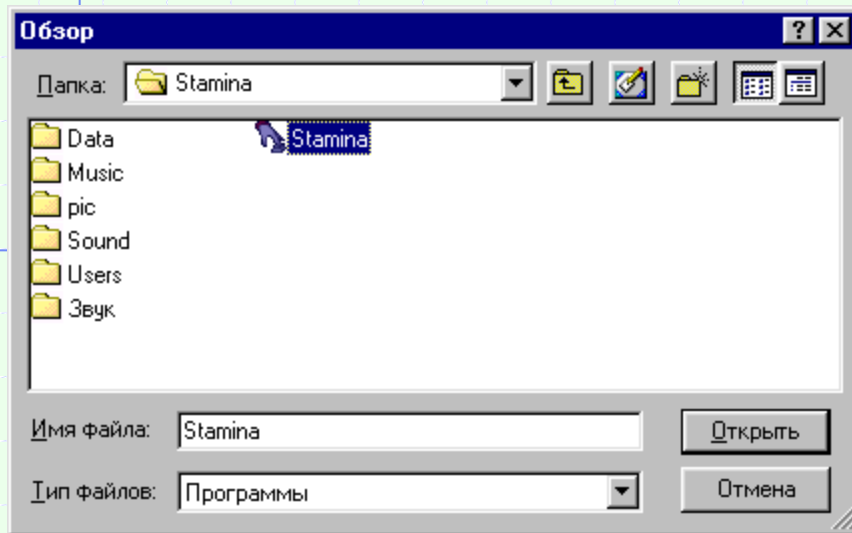 Обзор
Папка: Stamina
Data Stamina
Music
pic
Sound
Users
Звук
Имя файла: Stamina Открыть
Тип файлов: Программы Отмена